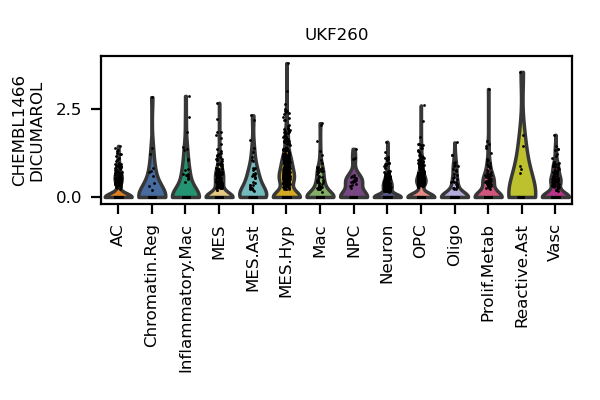 UKF260
CHEMBL1466
DICUMAROL
2.5
0.0
AC
Chromatin.Reg
Inflammatory.Mac
MES
MES.Ast
MES.Hyp
Mac
NPC
Neuron
OPC
Oligo
Prolif.Metab
Reactive.Ast
Vasc